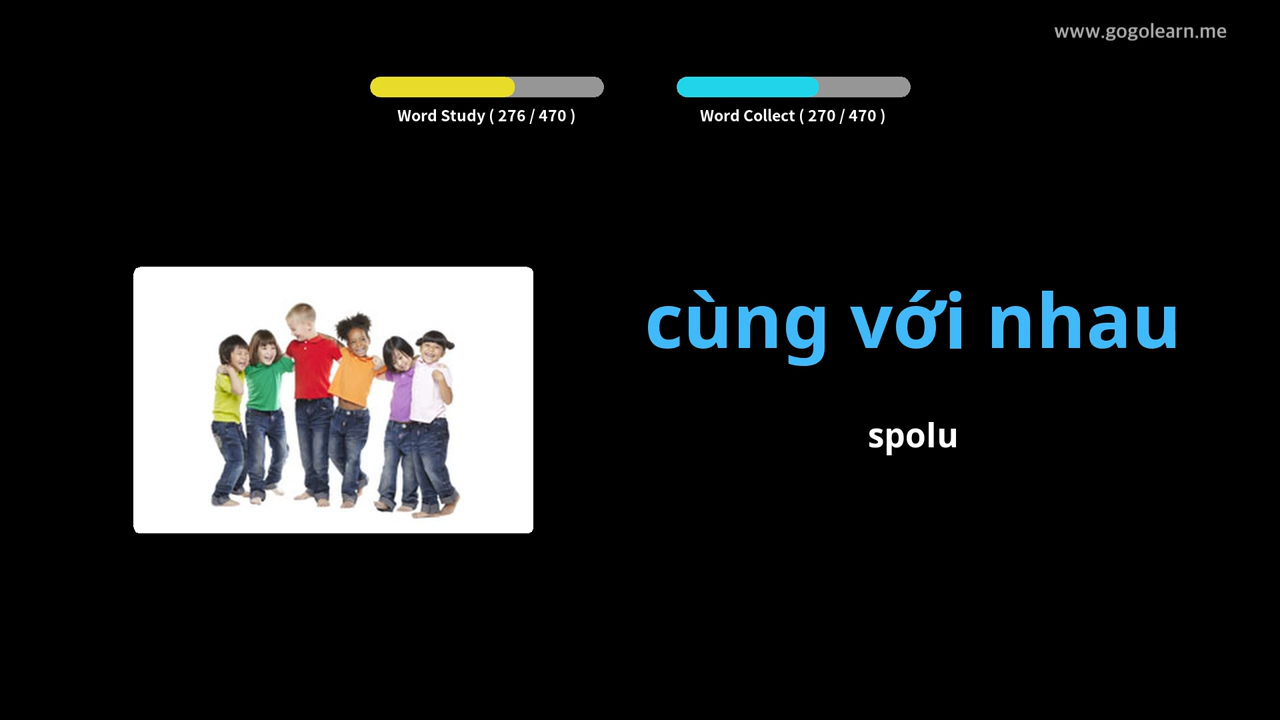 www.gogolearn.me
Word Study ( 276 / 470 )
Word Collect ( 270 / 470 )
cùng với nhau
spolu